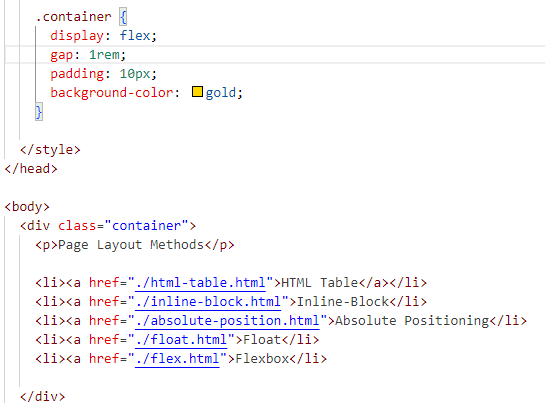 .container {
display: flex;
gap: 1rem;
padding: 10px;
background-color: gold;
}
</style>
</head>
<body>
<div class="container">
<p>Page Layout Methods</p>
<li><a href="./html-table.html">HTML Table</a></li>
<li><a href="./inline-block.html">Inline-Block</li>
<li><a href="./absolute-position.html">Absolute Positioning</li>
<li><a href="./float.html">Float</li>
<li><a href="./flex.html">Flexbox</li>
</div>